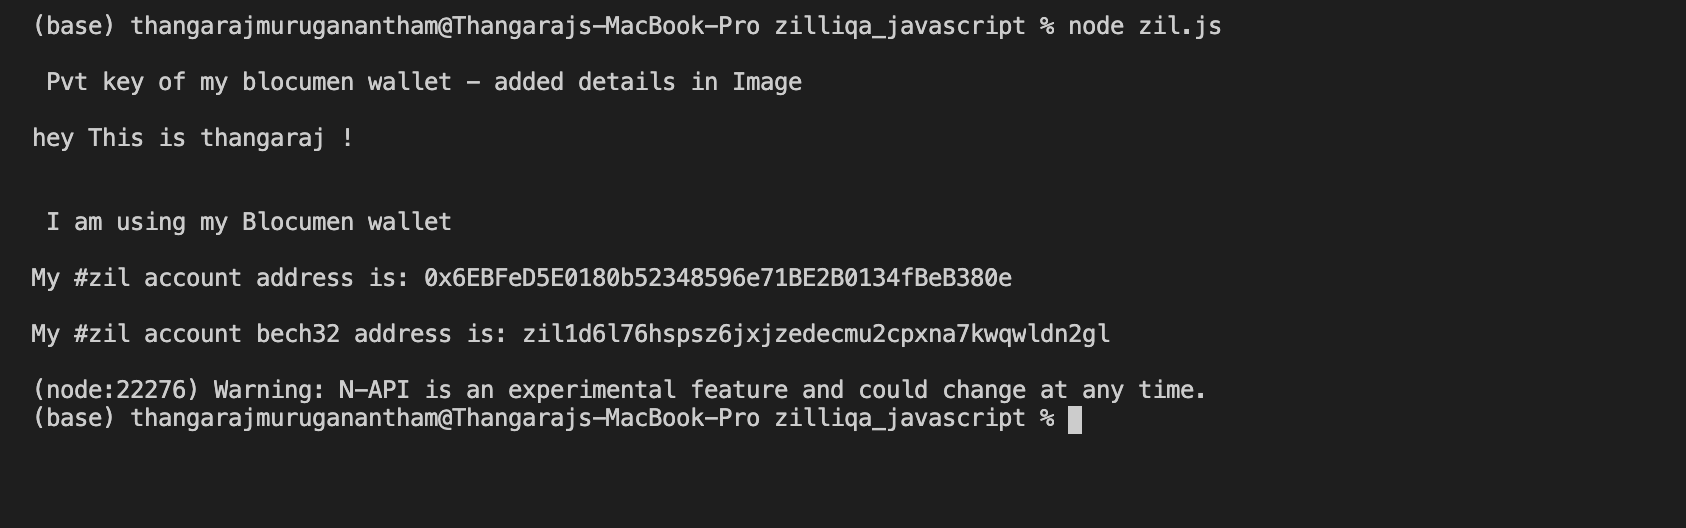 (base) thangarajmuruganantham@Thangarajs-MacBook-Pro zilliqa_javascript % node zil.js
Pvt key of my blocumen wallet - added details in Image
hey This is thangaraj !
I am using my Blocumen wallet
My #zil account address is: 0x6EBFeD5E0180b52348596e71BE2B0134fBeB380e
My #zil account bech32 address is: zil1d6l76hspsz6jxjzedecmu2cpxna7kwqwldn2gl
(node:22276) Warning: N-API is an experimental feature and could change at any time.
(base) thangarajmuruganantham@Thangarajs-MacBook-Pro zilliqa_javascript %